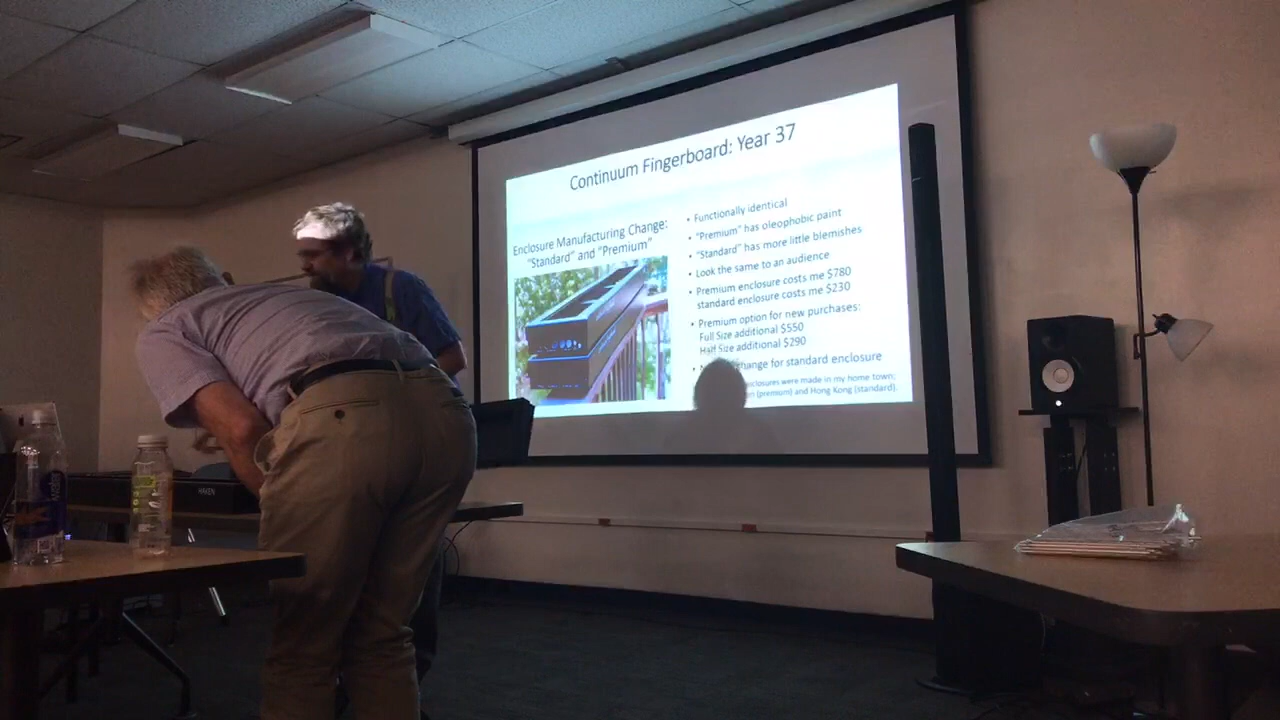 Continuum Fingerboard: Year 37
Enclosure Manufacturing Change:
"Standard" and "Premium"
• Functionally identical
• "Premium" has oleophobic paint
• "Standard" has more little blemishes
• Look the same to an audience
• Premium enclosure costs me $780
standard enclosure costs me $230
• Premium option for new purchases:
Full Size additional $550
Half Size additional $290
change for standard enclosure
closures were made in my home town;
(premium) and Hong Kong (standard).
HAKEN